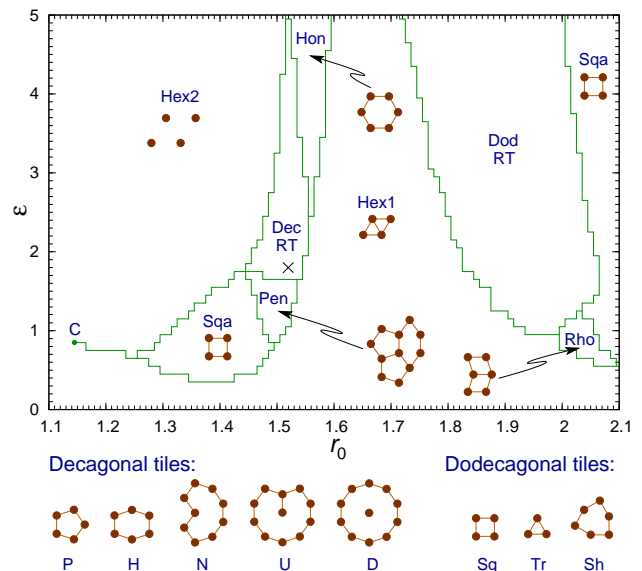 5
4
3
2
1
0
ε
Hon
Sqa
Hex2
Dod
RT
Hex1
Dec
RT
Pen
C
Sqa
Rho
1.1 1.2 1.3 1.4 1.5 1.6 1.7 1.8 1.9 2 2.1
r0
Decagonal tiles: Dodecagonal tiles:
P H N U D Sq Tr Sh